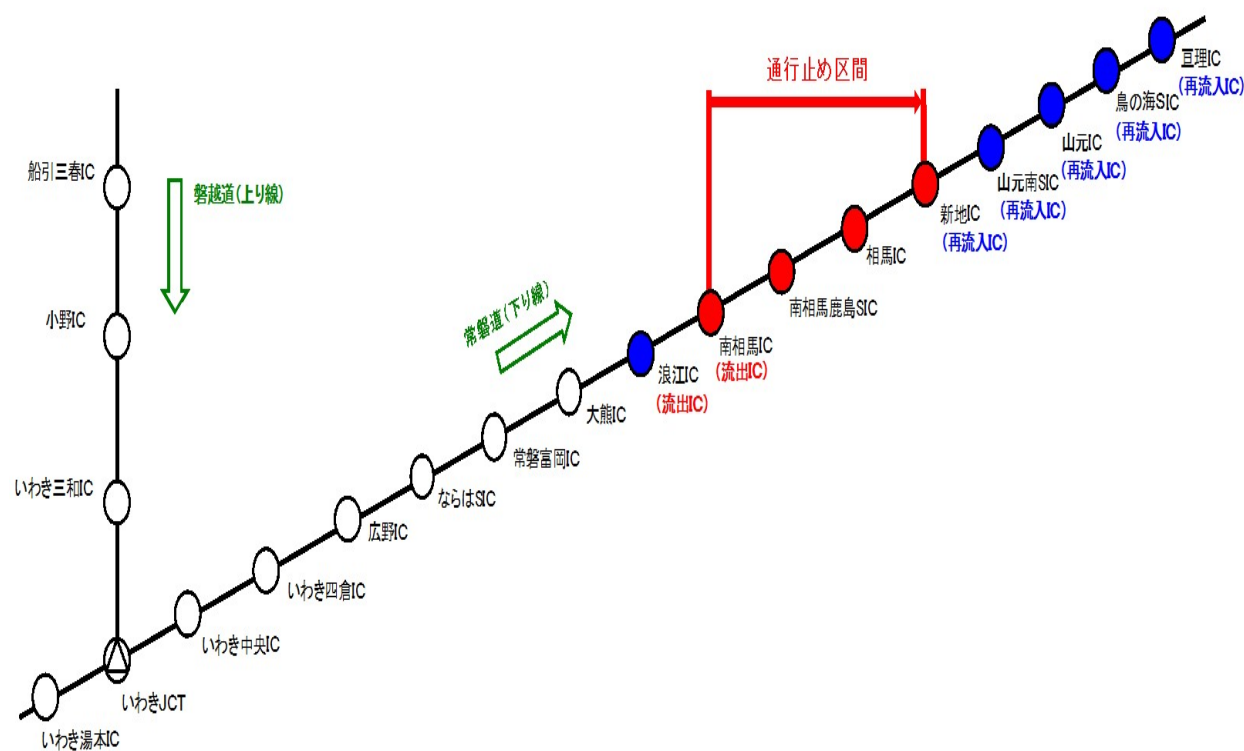 通行止め区間
亘理IC
(再流入IC)
鳥の海SIC
(再流入IC)
山元IC
(再流入IC)
山元南SIC
(再流入IC)
新地IC
(再流入IC)
相馬IC
南相馬鹿島SIC
南相馬IC
(流出IC)
浪江IC
(流出IC)
大熊IC
常磐富岡IC
ならはSIC
広野IC
いわき四倉IC
いわき中央IC
いわきJCT
いわき湯本IC
常磐道(下り線)
船引三春IC
磐越道(上り線)
小野IC
いわき三和IC